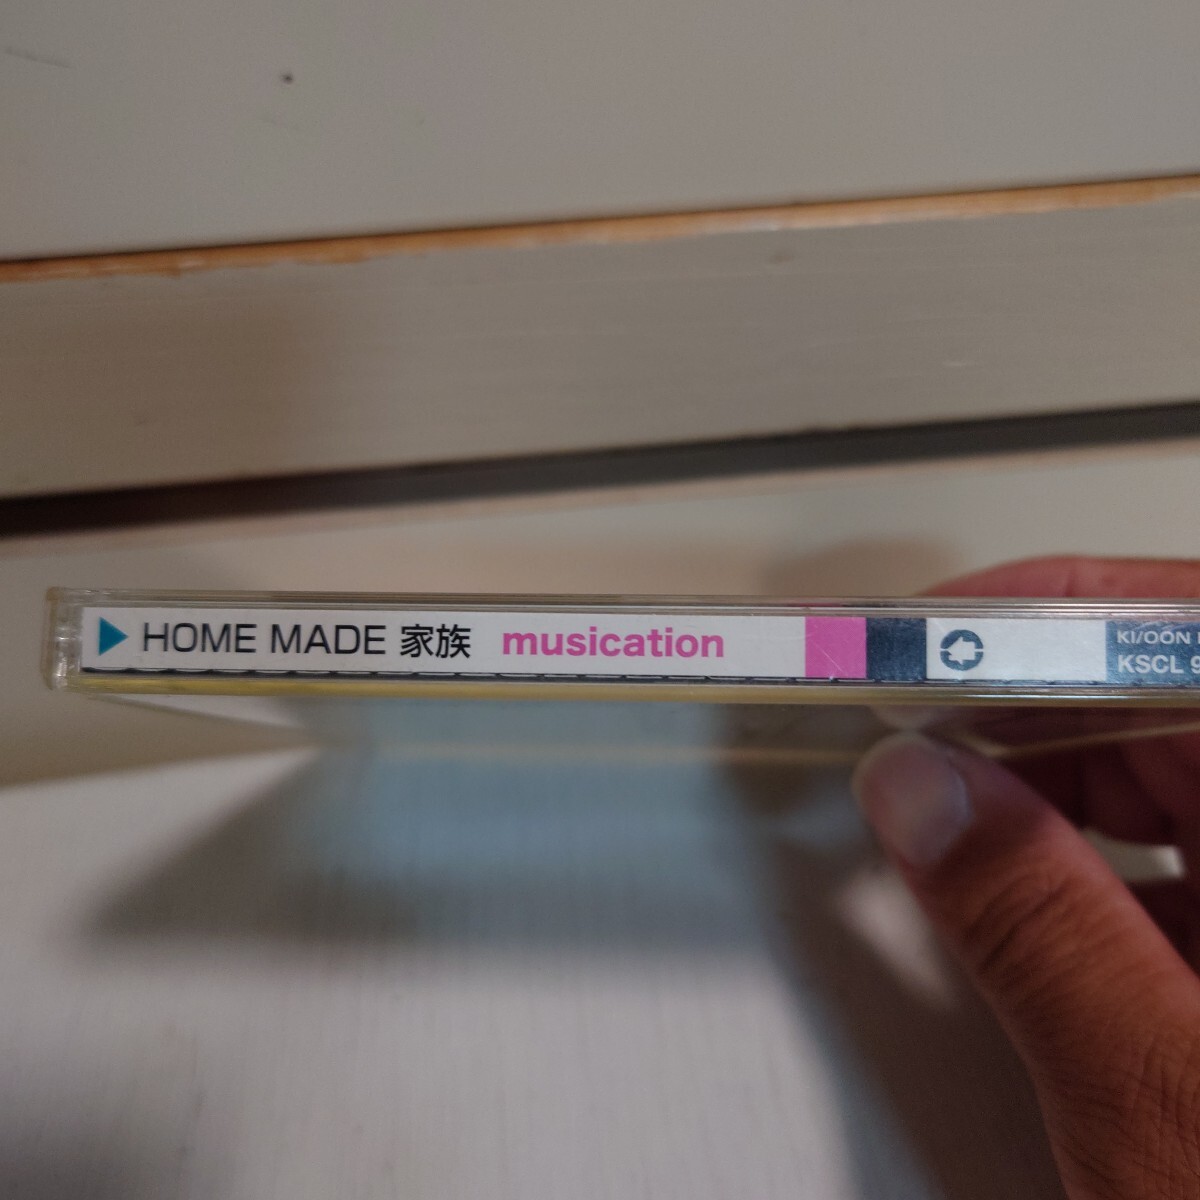 HOME MADE 家族 musication
KI/OON
KSCL 9